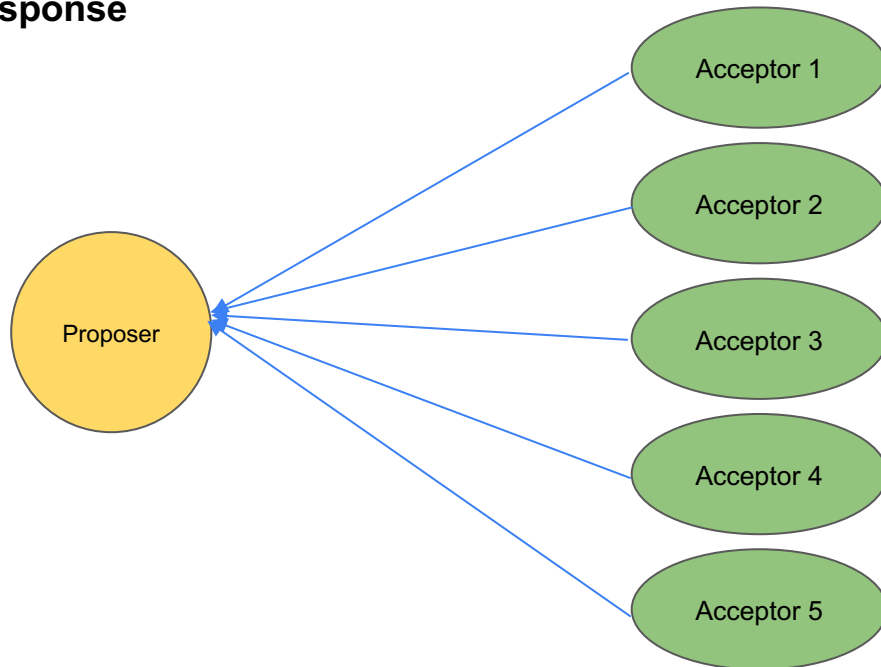 sponse
Acceptor 1
Acceptor 2
Proposer
Acceptor 3
Acceptor 4
Acceptor 5